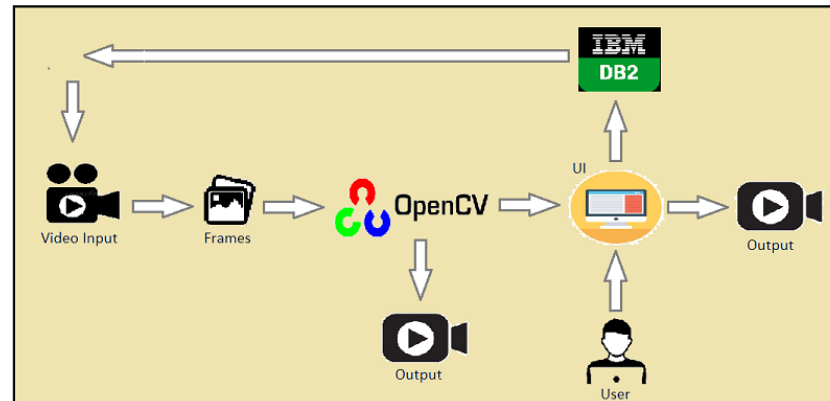 IBM
DB2
UI
Video Input
Frames
OpenCV
Output
Output
User